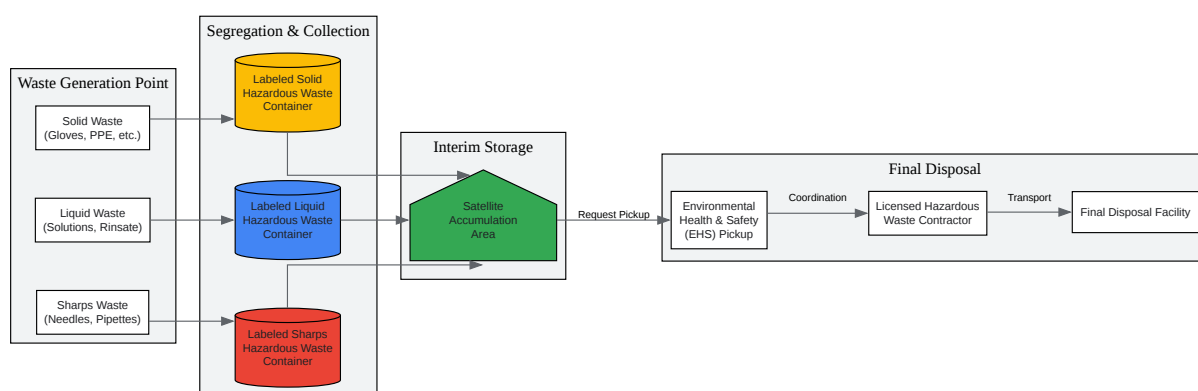 Waste Generation Point
Solid Waste
(Gloves, PPE, etc.)
Liquid Waste
(Solutions, Rinsate)
Sharps Waste
(Needles, Pipettes)
Segregation & Collection
Labeled Solid
Hazardous Waste
Container
Labeled Liquid
Hazardous Waste
Container
Labeled Sharps
Hazardous Waste
Container
Interim Storage
Satellite
Accumulation
Area
Request Pickup
Final Disposal
Environmental
Health & Safety
(EHS) Pickup
Coordination
Licensed Hazardous
Waste Contractor
Transport
Final Disposal Facility